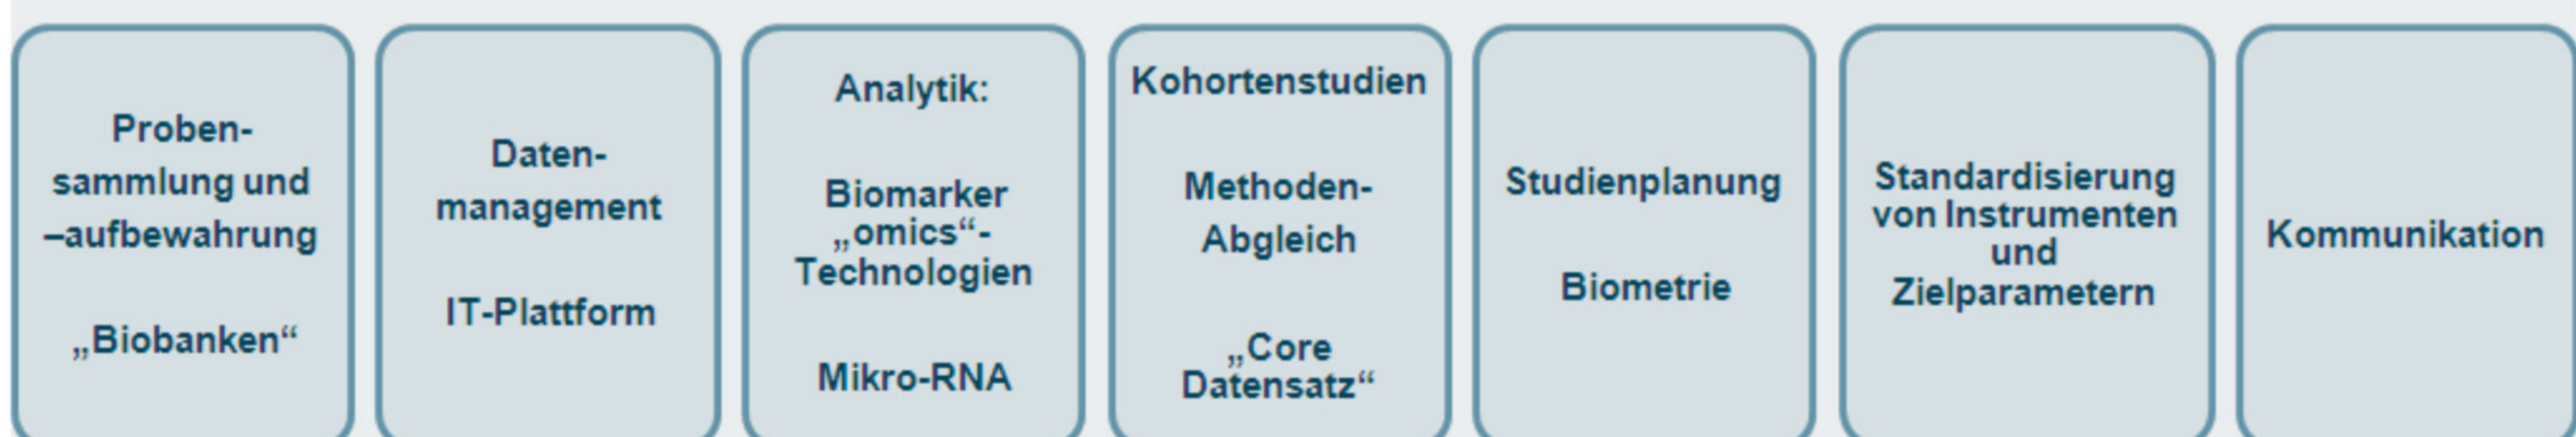 Proben-
sammlung und
–aufbewahrung
„Biobanken“
Daten-
management
IT-Plattform
Analytik:
Biomarker
„omics“-
Technologien
Mikro-RNA
Kohortenstudien
Methoden-
Abgleich
„Core
Datensatz“
Studienplanung
Biometrie
Standardisierung
von Instrumenten
und
Zielparametern
Kommunikation